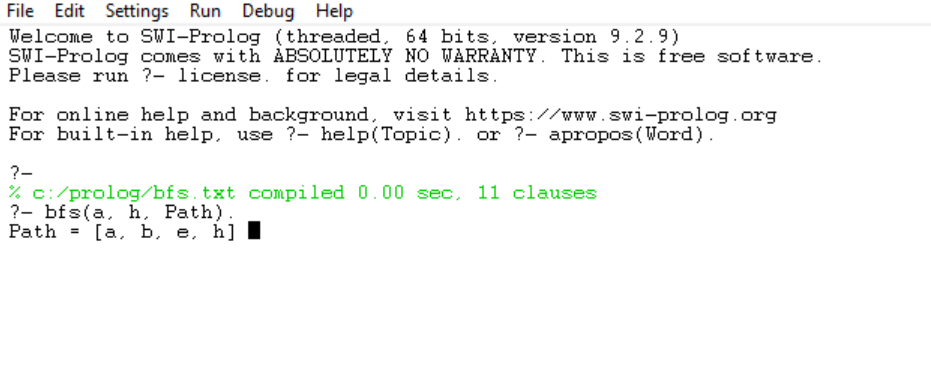 File Edit Settings Run Debug Help
Welcome to SWI-Prolog (threaded, 64 bits, version 9.2.9)
SWI-Prolog comes with ABSOLUTELY NO WARRANTY. This is free software.
Please run ?- license. for legal details.
For online help and background, visit https://www.swi-prolog.org
For built-in help, use ?- help(Topic). or ?- apropos(Word).
?-
% c:/prolog/bfs.txt compiled 0.00 sec, 11 clauses
?- bfs(a, h, Path).
Path = [a, b, e, h]